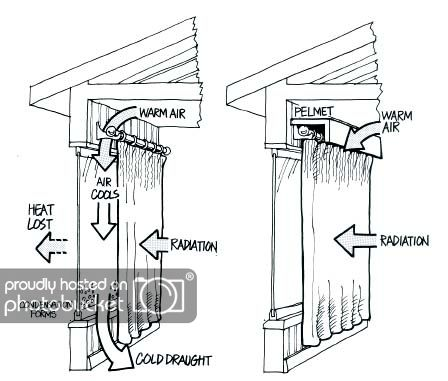 WARM AIR
AIR
COOLS
HEAT
LOST
RADIATION
CONDENSATION
FORMS
COLD DRAUGHT
PELMET
WARM
AIR
RADIATION
proudly hosted on
photobucket